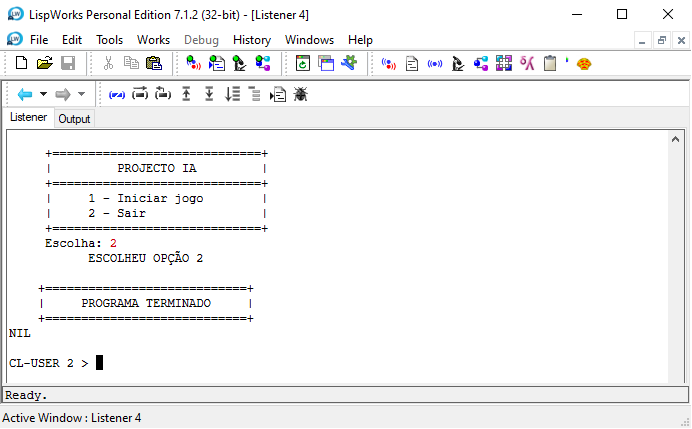 LispWorks Personal Edition 7.1.2 (32-bit) - [Listener 4]
File Edit Tools Works Debug History Windows Help
Listener Output
+=============================+
| PROJECTO IA |
+=============================+
| 1 - Iniciar jogo |
| 2 - Sair |
+=============================+
Escolha: 2
ESCOLHEU OPÇÃO 2
+===========================+
| PROGRAMA TERMINADO |
+===========================+
NIL
CL-USER 2 >
Ready.
Active Window : Listener 4